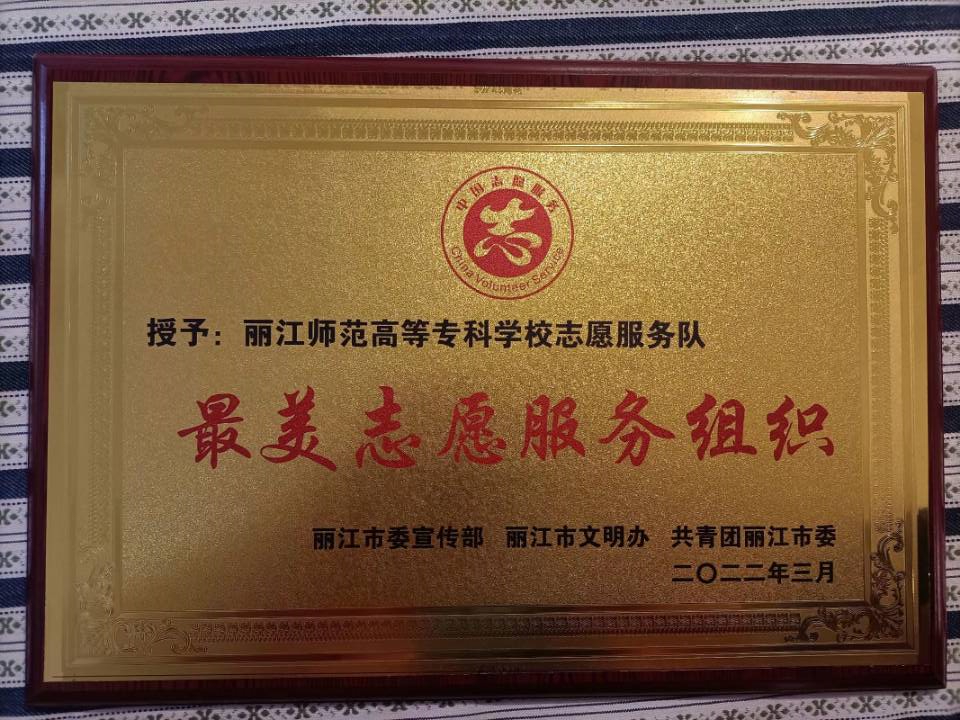 中国志愿服务
志
China Volunteer Service
授予：丽江师范高等专科学校志愿服务队
最美志愿服务组织
丽江市委宣传部 丽江市文明办 共青团丽江市委
二〇二二年三月